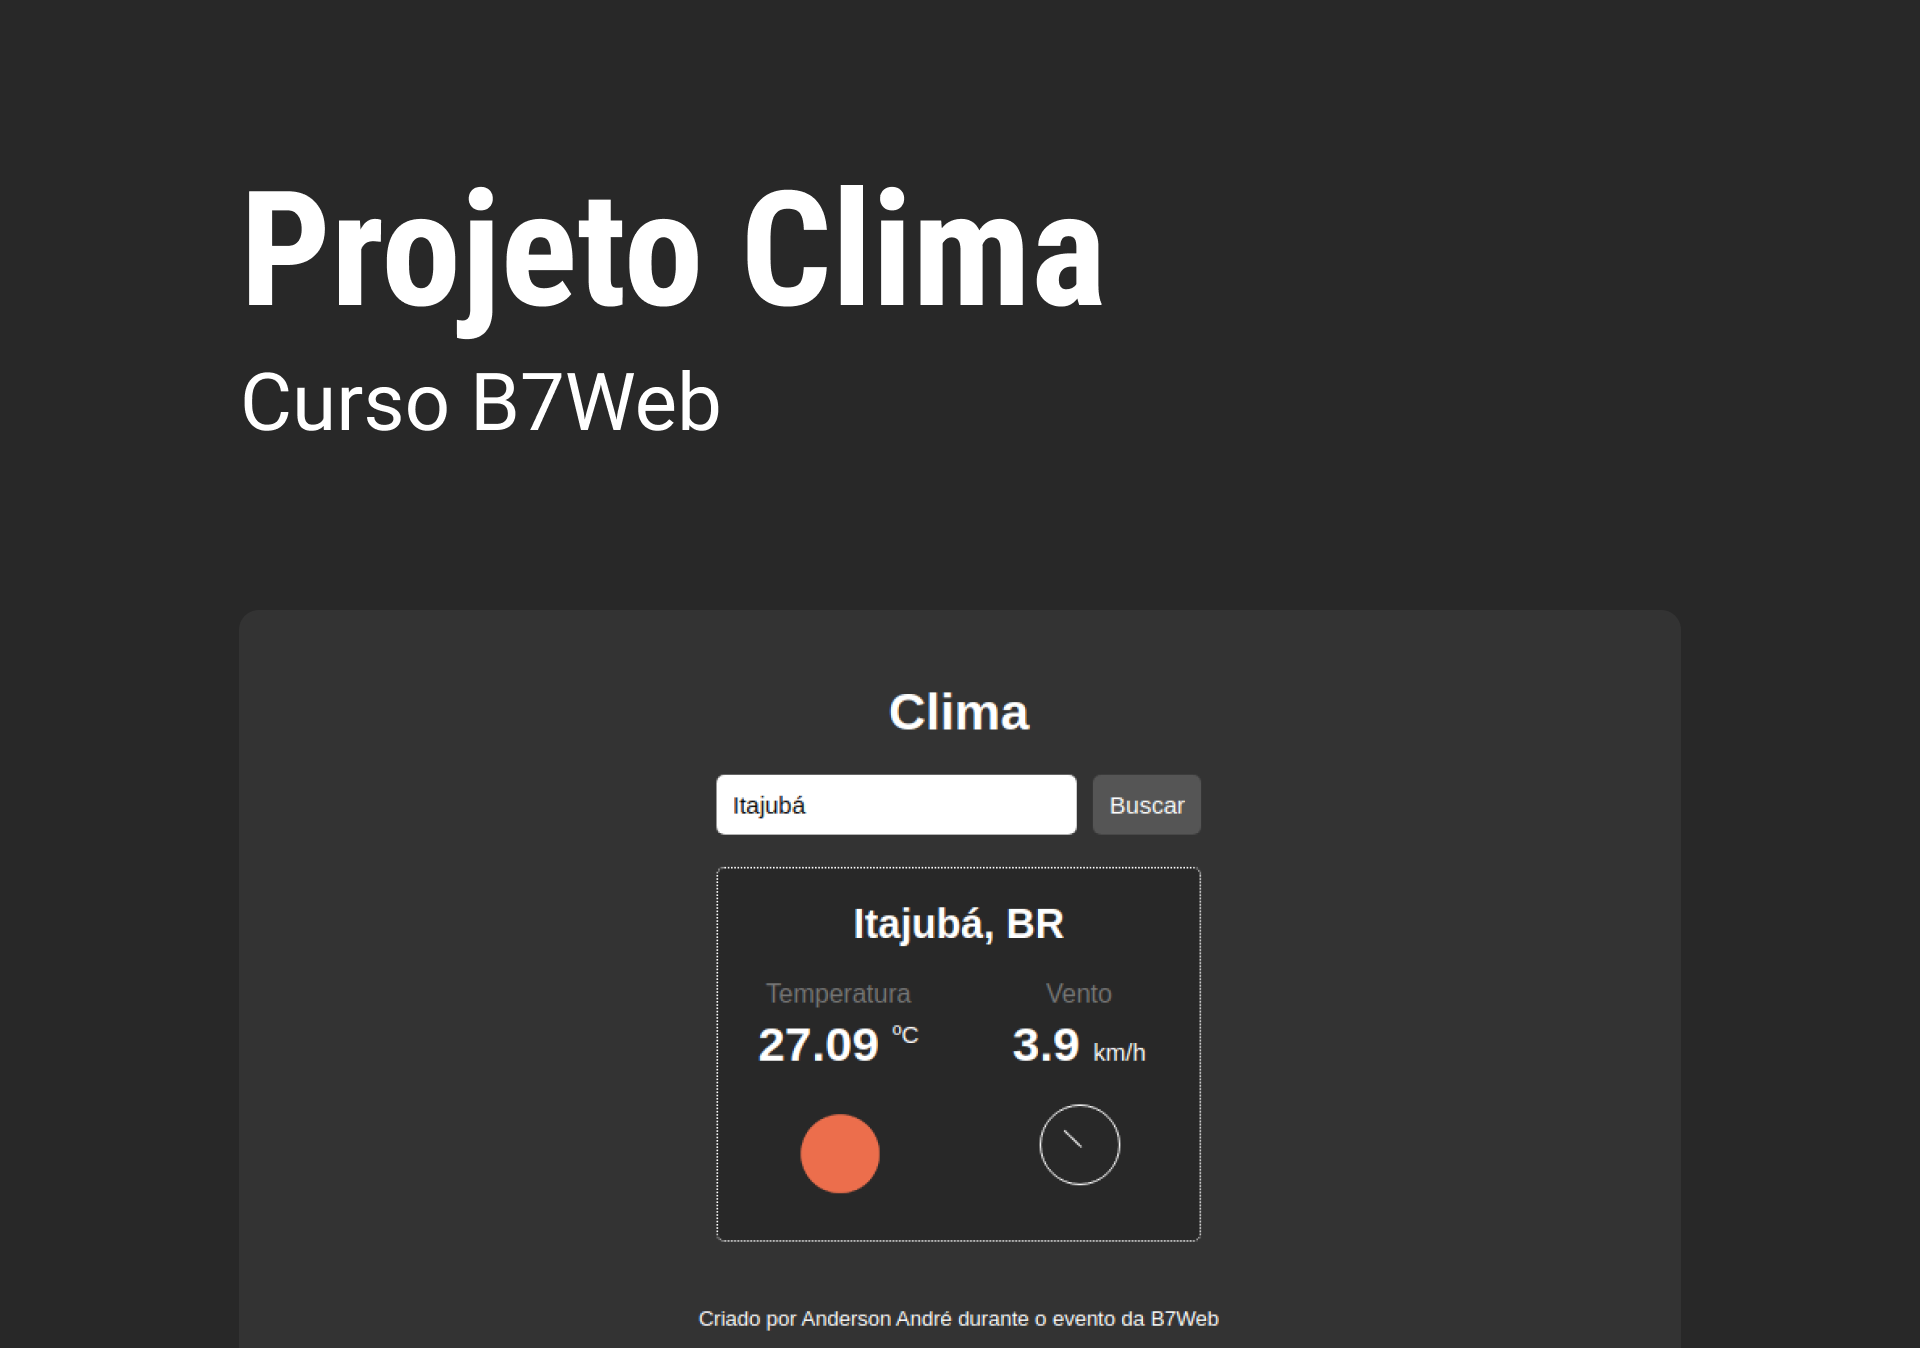 Projeto Clima
Curso B7Web
Clima
Itajubá
Buscar
Itajubá, BR
Temperatura
Vento
27.09 ºC
3.9 km/h
Criado por Anderson André durante o evento da B7Web